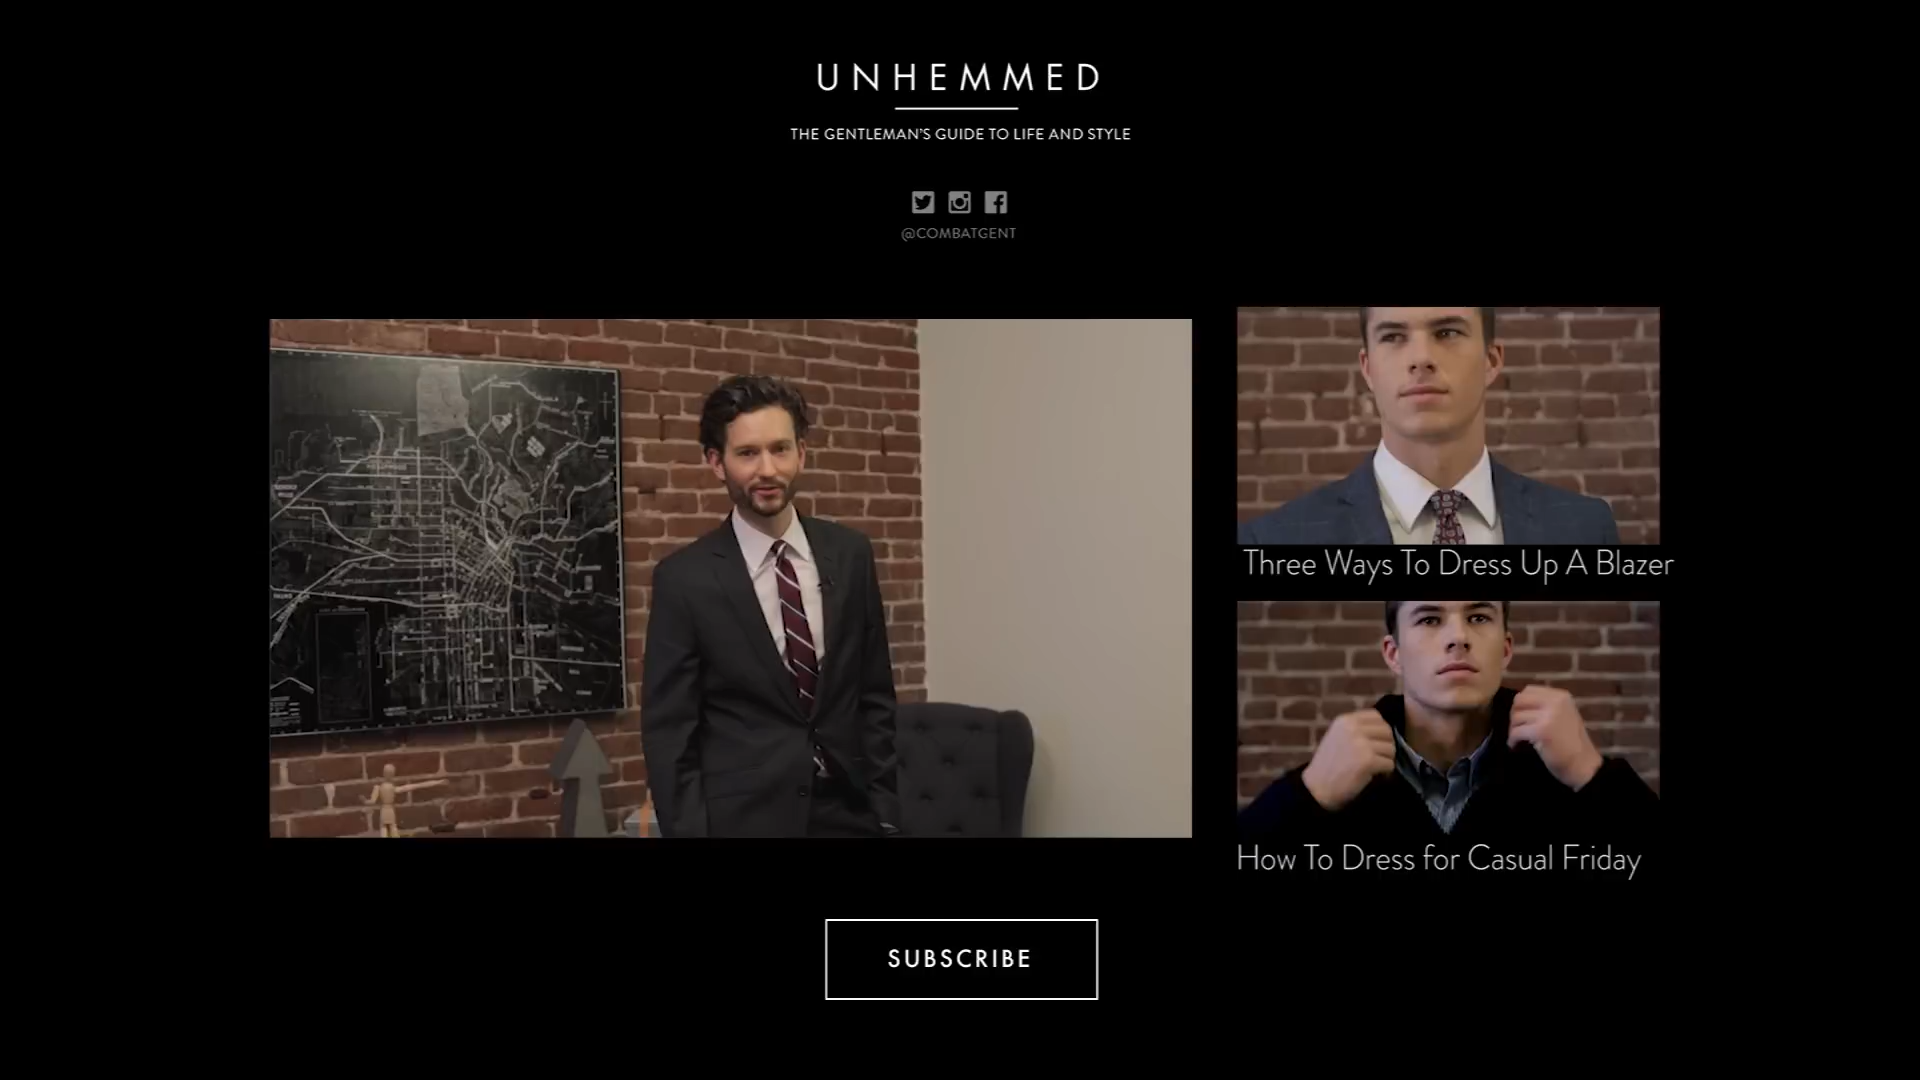 UNHEMMED
THE GENTLEMAN'S GUIDE TO LIFE AND STYLE
@COMBATGENT
Three Ways To Dress Up A Blazer
How To Dress for Casual Friday
SUBSCRIBE